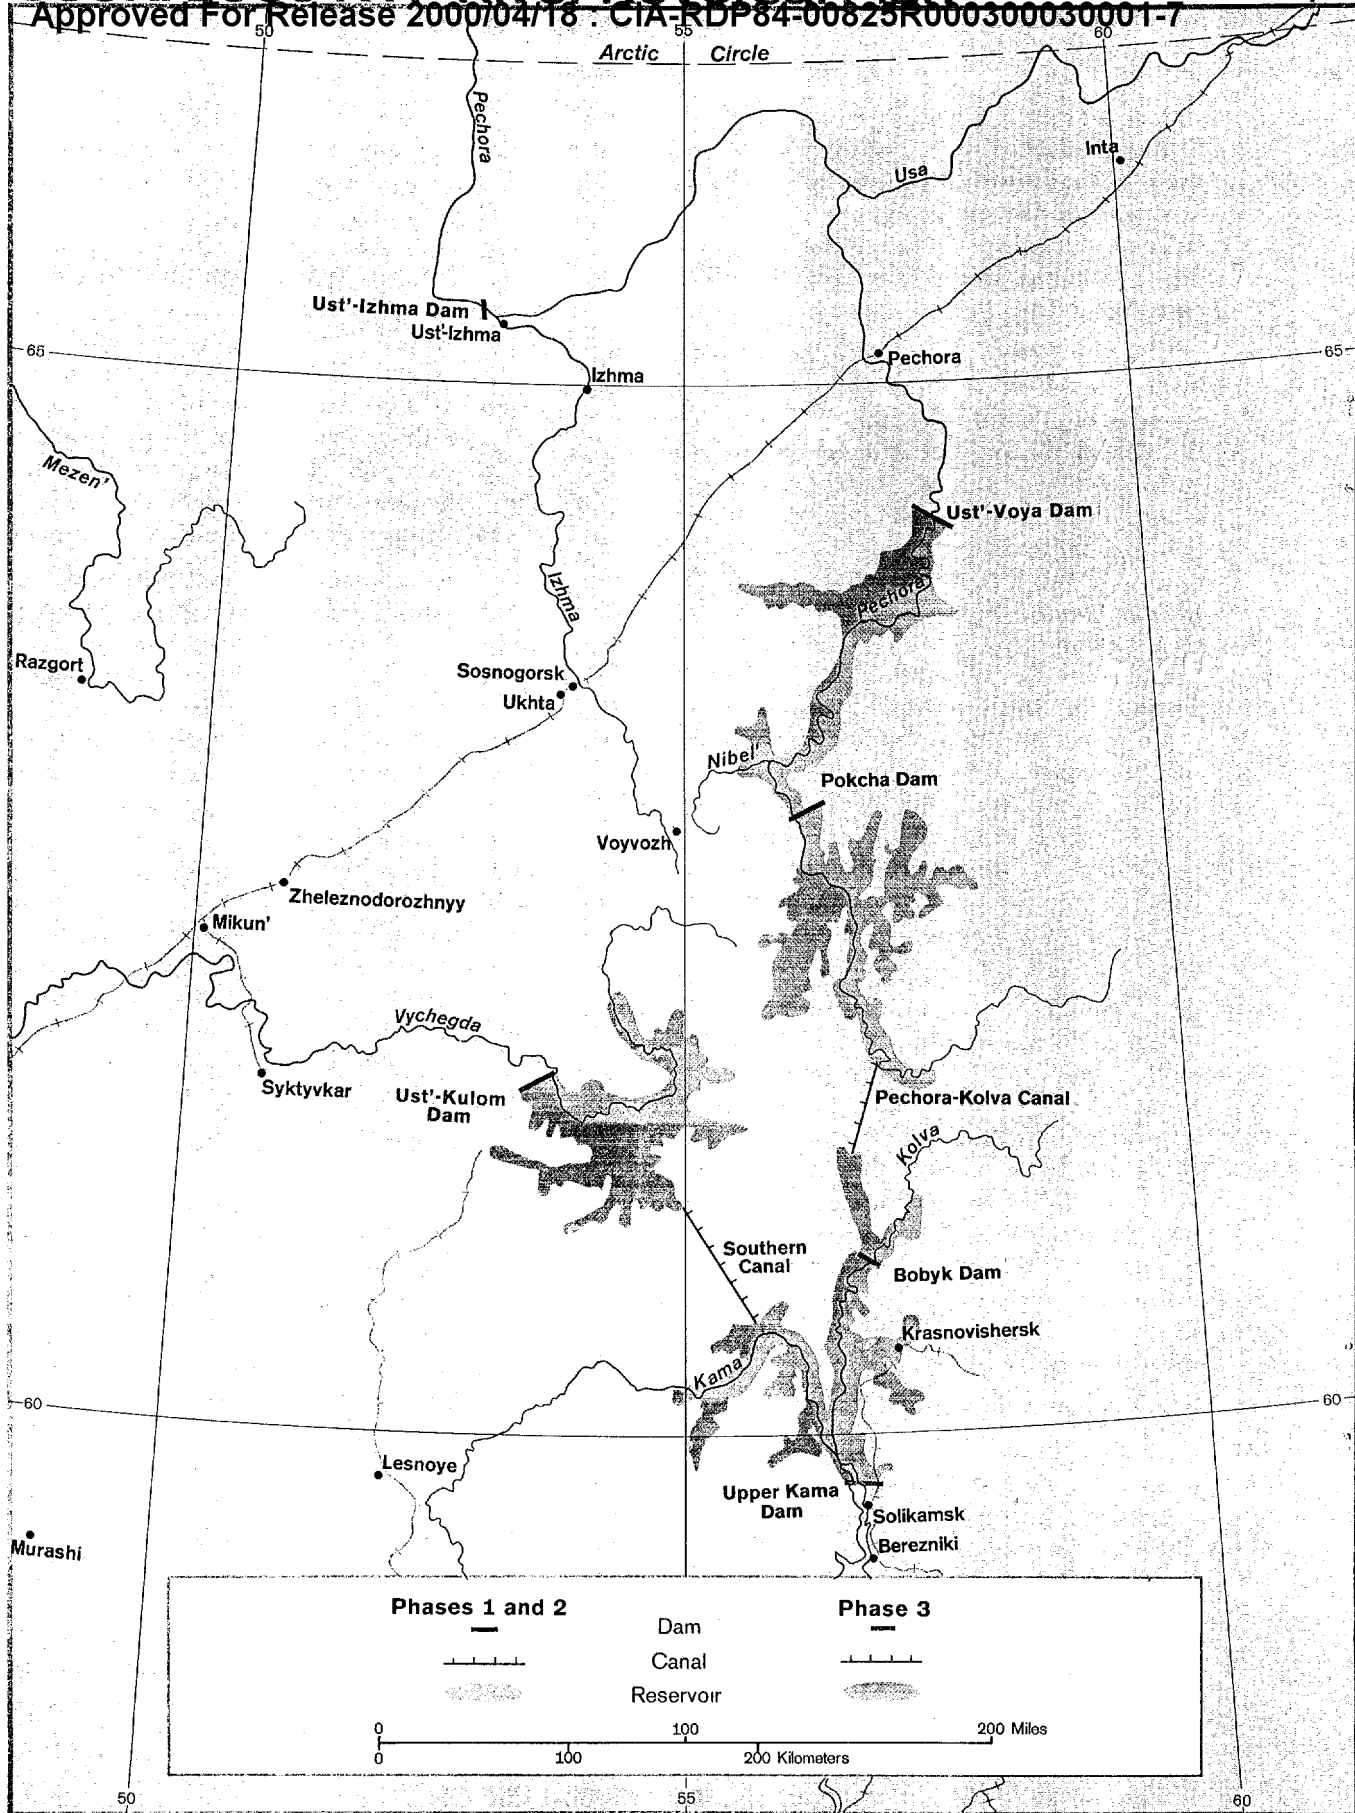 Approved For Release 2000/04/18 : CIA-RDP84-00825R000300030001-7
50
55
60
Arctic Circle
Pechora
Inta
Usa
Ust'-Izhma Dam
Ust'-Izhma
65
65
Pechora
Izhma
Mezen'
Ust'-Voya Dam
Izhma
Pechora
Razgort
Sosnogorsk
Ukhta
Nibel'
Pokcha Dam
Voyvozh
Zheleznodorozhnyy
Mikun'
Vychegda
Syktyvkar
Ust'-Kulom
Dam
Pechora-Kolva Canal
Kolva
Southern
Canal
Bobyk Dam
Krasnovishersk
Kama
60
60
Lesnoye
Upper Kama
Dam
Solikamsk
Murashi
Berezniki
Phases 1 and 2
Phase 3
Dam
Canal
Reservoir
0 100 200 Miles
0 100 200 Kilometers
50
55
60